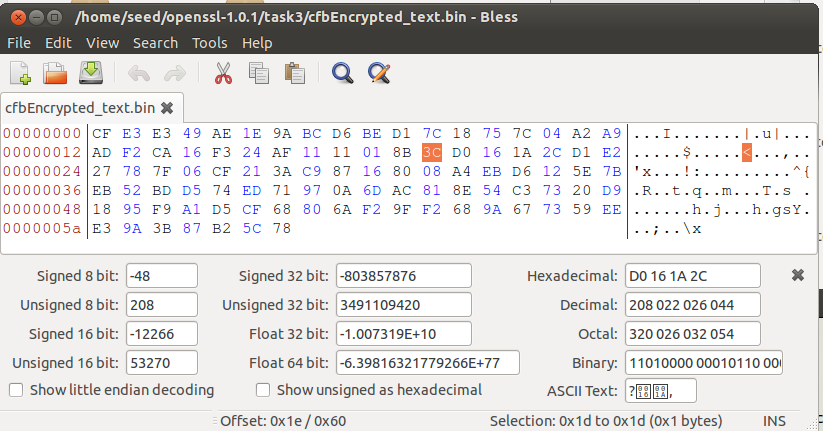 /home/seed/openssl-1.0.1/task3/cfbEncrypted_text.bin - Bless
File Edit View Search Tools Help
cfbEncrypted_text.bin
00000000 CF E3 E3 49 AE 1E 9A BC D6 BE D1 7C 18 75 7C 04 A2 A9 ...I.......|.u|...
00000012 AD F2 CA 16 F3 24 AF 11 11 01 8B 3C D0 16 1A 2C D1 E2 .....$.....<...,..
00000024 27 78 7F 06 CF 21 3A C9 87 16 80 08 A4 EB D6 12 5E 7B 'x...!:.........^{
00000036 EB 52 BD D5 74 ED 71 97 0A 6D AC 81 8E 54 C3 73 20 D9 .R..t.q..m...T.s .
00000048 18 95 F9 A1 D5 CF 68 80 6A F2 9F F2 68 9A 67 73 59 EE ......h.j...h.gsY.
0000005a E3 9A 3B 87 B2 5C 78 ..;..\x
Signed 8 bit: -48 Signed 32 bit: -803857876 Hexadecimal: D0 16 1A 2C
Unsigned 8 bit: 208 Unsigned 32 bit: 3491109420 Decimal: 208 022 026 044
Signed 16 bit: -12266 Float 32 bit: -1.007319E+10 Octal: 320 026 032 054
Unsigned 16 bit: 53270 Float 64 bit: -6.39816321779266E+77 Binary: 11010000 00010110 000
Show little endian decoding Show unsigned as hexadecimal ASCII Text: ?,
Offset: 0x1e / 0x60 Selection: 0x1d to 0x1d (0x1 bytes) INS